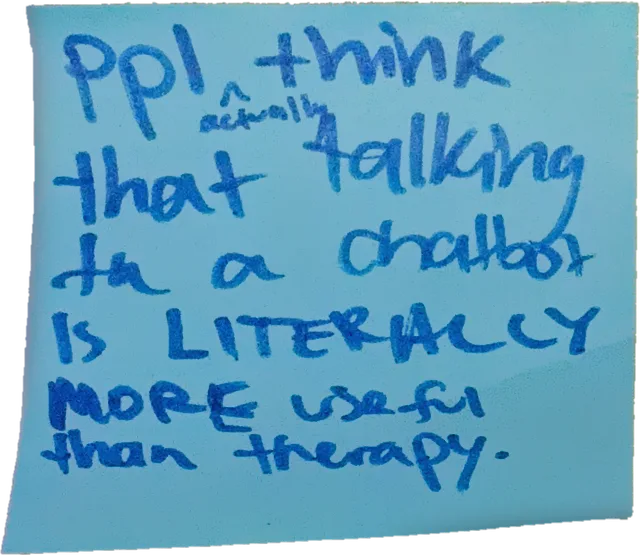 Ppl ^ think
actually
that talking
to a chatbot
is LITERALLY
MORE useful
than therapy.